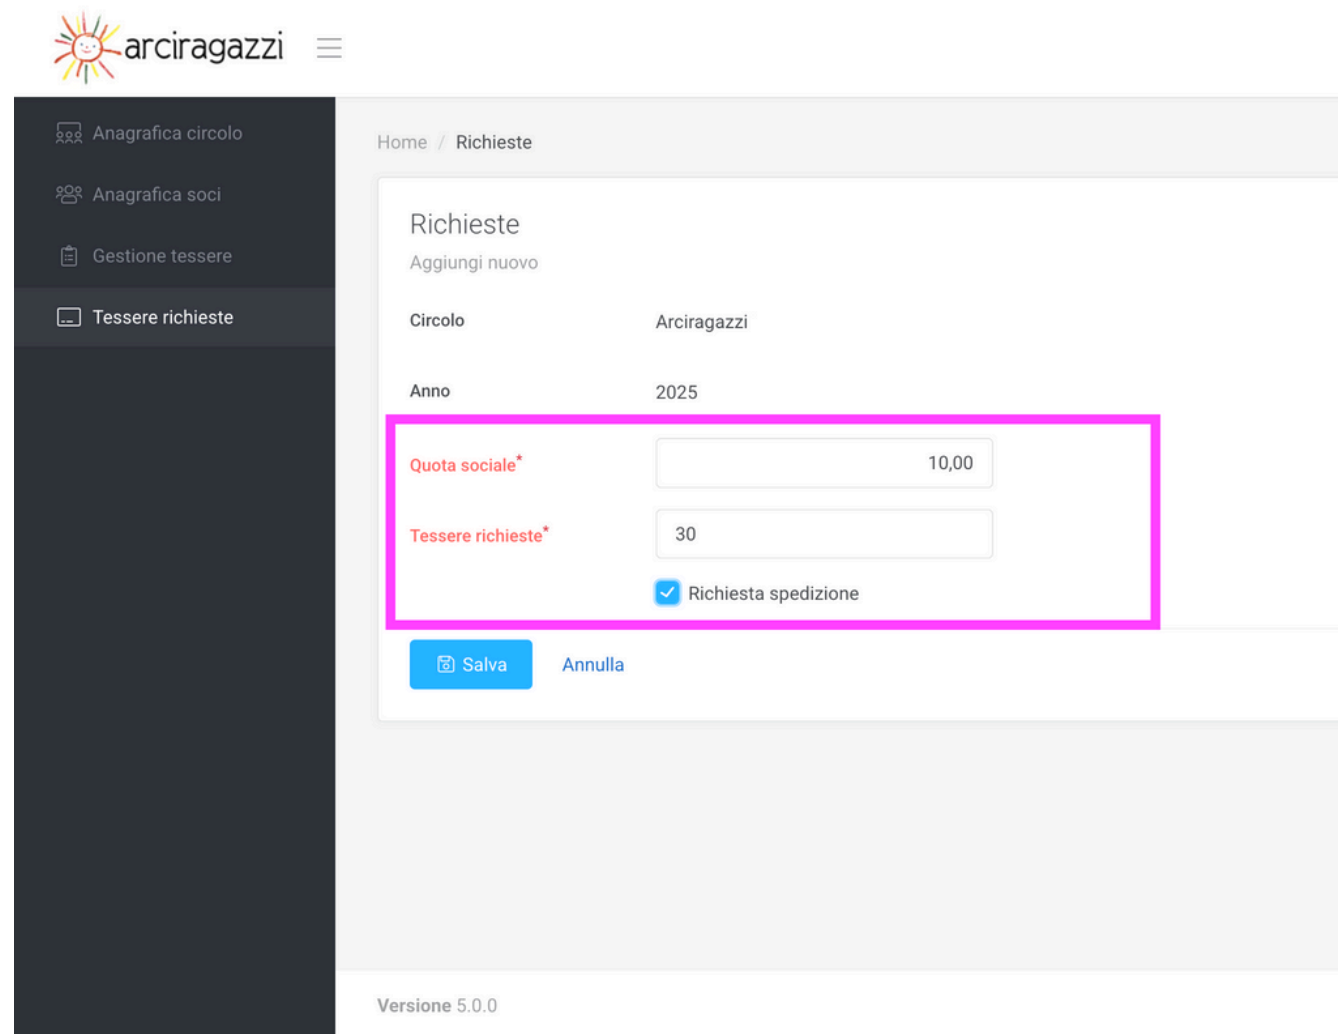 arciragazzi
Anagrafica circolo
Anagrafica soci
Gestione tessere
Tessere richieste
Home / Richieste
Richieste
Aggiungi nuovo
Circolo Arciragazzi
Anno 2025
Quota sociale* 10,00
Tessere richieste* 30
Richiesta spedizione
Salva Annulla
Versione 5.0.0